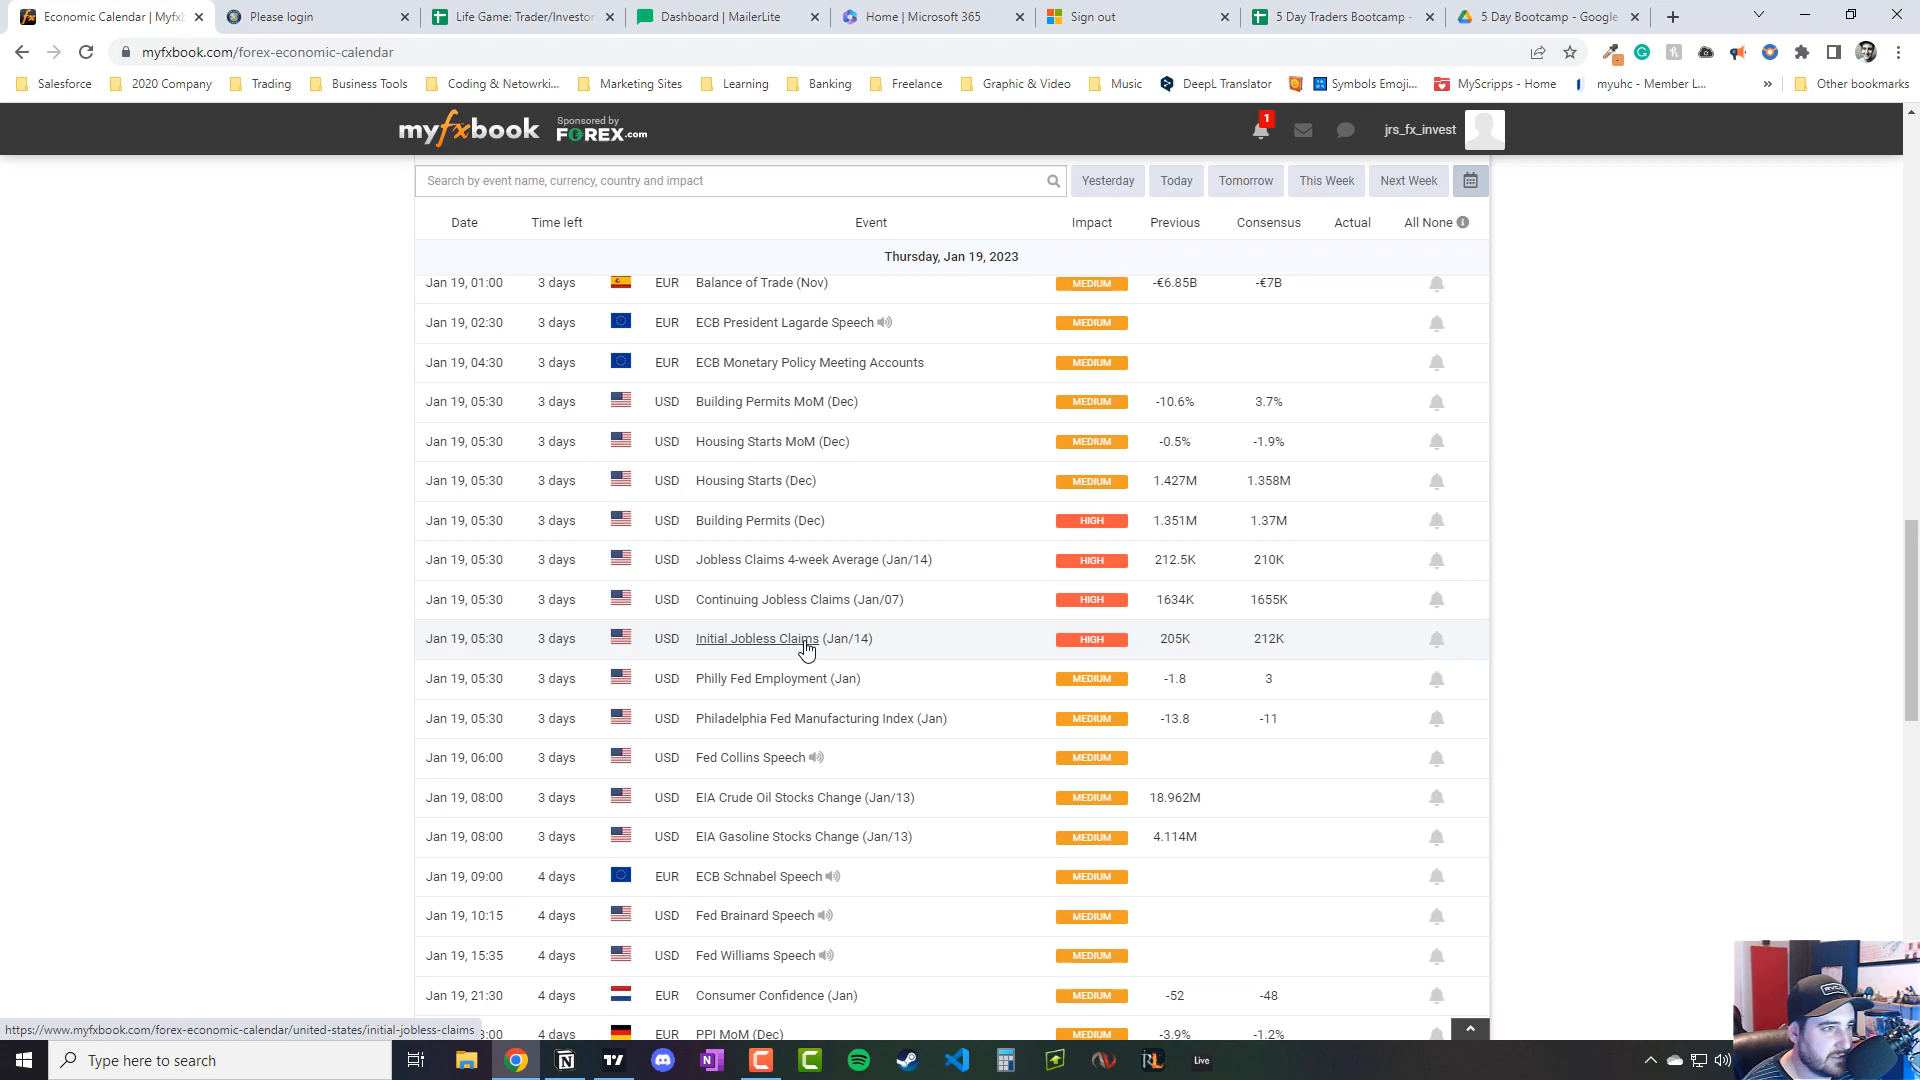 Economic Calendar | Myfxb
Please login
Life Game: Trader/Investor
Dashboard | MailerLite
Home | Microsoft 365
Sign out
5 Day Traders Bootcamp -
5 Day Bootcamp - Google
myfxbook.com/forex-economic-calendar
Salesforce
2020 Company
Trading
Business Tools
Coding & Netowrki...
Marketing Sites
Learning
Banking
Freelance
Graphic & Video
Music
DeepL Translator
Symbols Emoji...
MyScripps - Home
myuhc - Member L...
»
Other bookmarks
myfxbook
Sponsored by
FOREX.com
1
jrs_fx_invest
Search by event name, currency, country and impact
Yesterday
Today
Tomorrow
This Week
Next Week
Date Time left Event Impact Previous Consensus Actual All None
Thursday, Jan 19, 2023
Jan 19, 01:00 3 days EUR Balance of Trade (Nov) MEDIUM -€6.85B -€7B
Jan 19, 02:30 3 days EUR ECB President Lagarde Speech MEDIUM
Jan 19, 04:30 3 days EUR ECB Monetary Policy Meeting Accounts MEDIUM
Jan 19, 05:30 3 days USD Building Permits MoM (Dec) MEDIUM -10.6% 3.7%
Jan 19, 05:30 3 days USD Housing Starts MoM (Dec) MEDIUM -0.5% -1.9%
Jan 19, 05:30 3 days USD Housing Starts (Dec) MEDIUM 1.427M 1.358M
Jan 19, 05:30 3 days USD Building Permits (Dec) HIGH 1.351M 1.37M
Jan 19, 05:30 3 days USD Jobless Claims 4-week Average (Jan/14) HIGH 212.5K 210K
Jan 19, 05:30 3 days USD Continuing Jobless Claims (Jan/07) HIGH 1634K 1655K
Jan 19, 05:30 3 days USD Initial Jobless Claims (Jan/14) HIGH 205K 212K
Jan 19, 05:30 3 days USD Philly Fed Employment (Jan) MEDIUM -1.8 3
Jan 19, 05:30 3 days USD Philadelphia Fed Manufacturing Index (Jan) MEDIUM -13.8 -11
Jan 19, 06:00 3 days USD Fed Collins Speech MEDIUM
Jan 19, 08:00 3 days USD EIA Crude Oil Stocks Change (Jan/13) MEDIUM 18.962M
Jan 19, 08:00 3 days USD EIA Gasoline Stocks Change (Jan/13) MEDIUM 4.114M
Jan 19, 09:00 4 days EUR ECB Schnabel Speech MEDIUM
Jan 19, 10:15 4 days USD Fed Brainard Speech MEDIUM
Jan 19, 15:35 4 days USD Fed Williams Speech MEDIUM
Jan 19, 21:30 4 days EUR Consumer Confidence (Jan) MEDIUM -52 -48
3:00 4 days EUR PPI MoM (Dec) MEDIUM -3.9% -1.2%
https://www.myfxbook.com/forex-economic-calendar/united-states/initial-jobless-claims
Type here to search
Live
RVCA